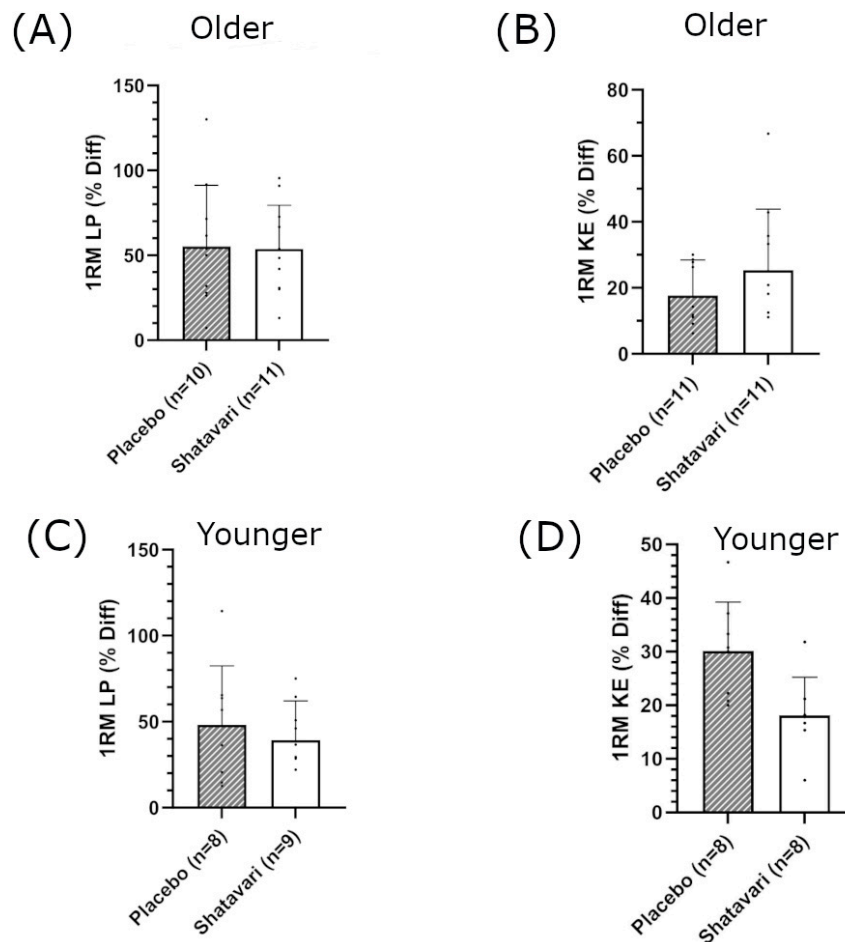 (A) Older
150
100
50
0
1RM LP (% Diff)
Placebo (n=10)
Shatavari (n=11)
(B) Older
80
60
40
20
0
1RM KE (% Diff)
Placebo (n=11)
Shatavari (n=11)
(C) Younger
150
100
50
0
1RM LP (% Diff)
Placebo (n=8)
Shatavari (n=9)
(D) Younger
50
40
30
20
10
0
1RM KE (% Diff)
Placebo (n=8)
Shatavari (n=8)